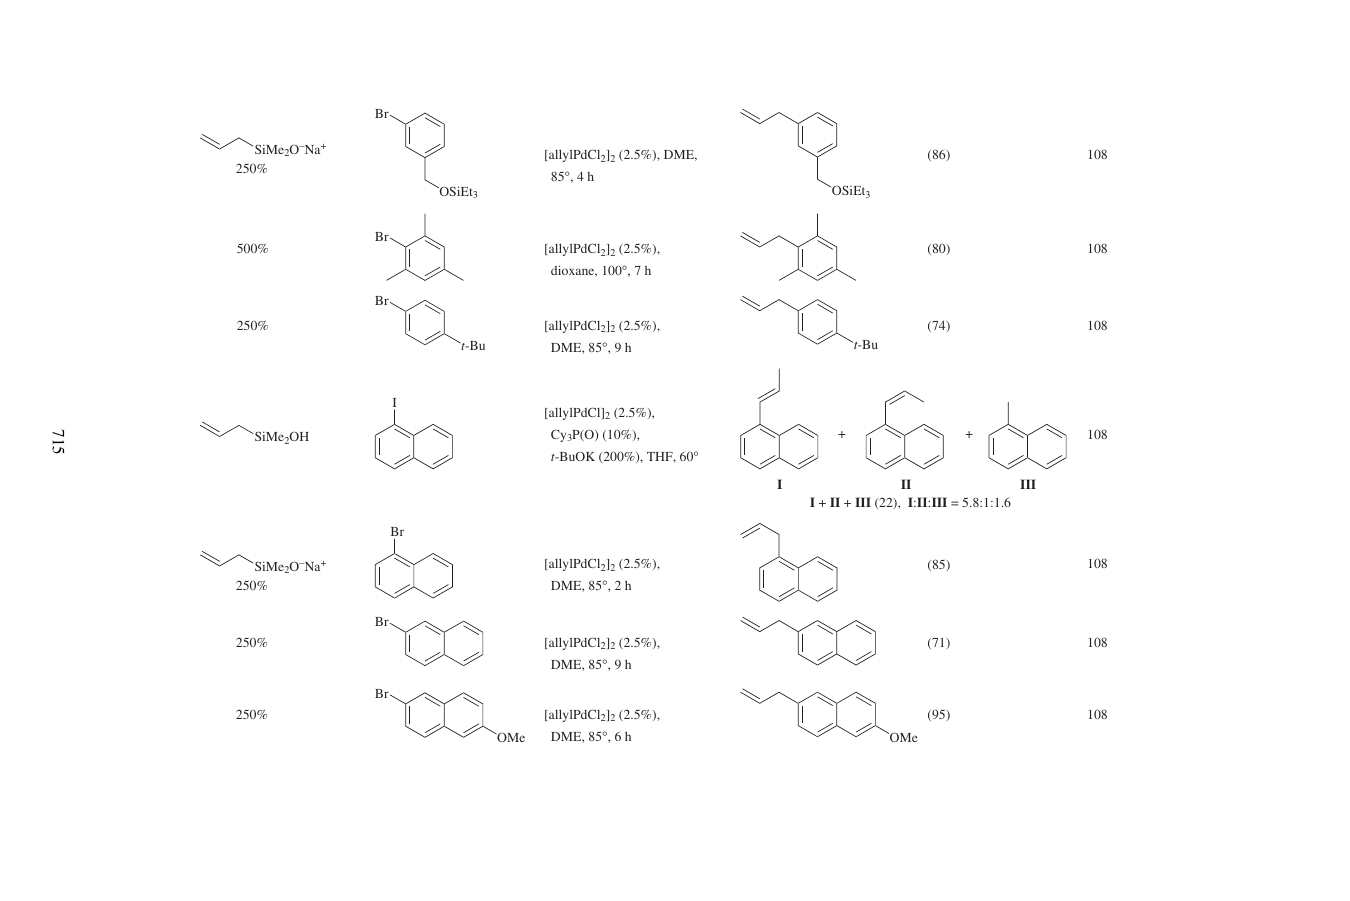 Br
SiMe2O–Na+
250%
OSiEt3
[allylPdCl2]2 (2.5%), DME,
85°, 4 h
OSiEt3
(86)
108
500%
Br
[allylPdCl2]2 (2.5%),
dioxane, 100°, 7 h
(80)
108
250%
Br
t-Bu
[allylPdCl2]2 (2.5%),
DME, 85°, 9 h
t-Bu
(74)
108
SiMe2OH
I
[allylPdCl]2 (2.5%),
Cy3P(O) (10%),
t-BuOK (200%), THF, 60°
+
+
108
I
II
III
I + II + III (22), I:II:III = 5.8:1:1.6
SiMe2O–Na+
250%
Br
[allylPdCl2]2 (2.5%),
DME, 85°, 2 h
(85)
108
250%
Br
[allylPdCl2]2 (2.5%),
DME, 85°, 9 h
(71)
108
250%
Br
OMe
[allylPdCl2]2 (2.5%),
DME, 85°, 6 h
OMe
(95)
108
715